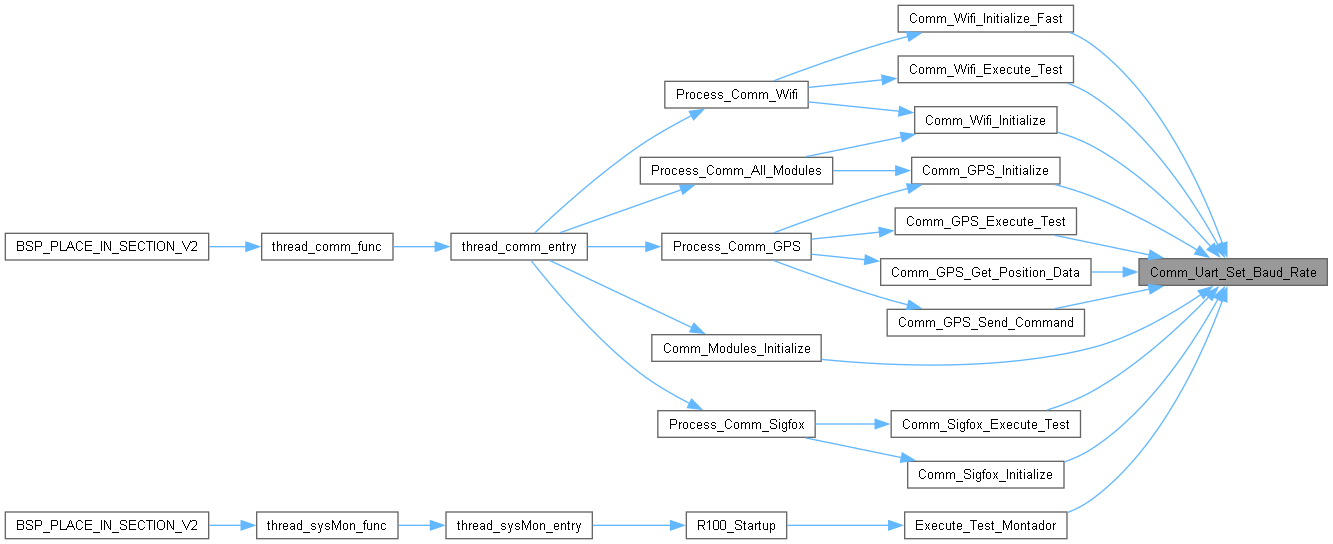 Comm_Wifi_Initialize_Fast
Comm_Wifi_Execute_Test
Process_Comm_Wifi
Comm_Wifi_Initialize
Process_Comm_All_Modules
Comm_GPS_Initialize
Comm_GPS_Execute_Test
BSP_PLACE_IN_SECTION_V2
thread_comm_func
thread_comm_entry
Process_Comm_GPS
Comm_GPS_Get_Position_Data
Comm_Uart_Set_Baud_Rate
Comm_GPS_Send_Command
Comm_Modules_Initialize
Process_Comm_Sigfox
Comm_Sigfox_Execute_Test
Comm_Sigfox_Initialize
BSP_PLACE_IN_SECTION_V2
thread_sysMon_func
thread_sysMon_entry
R100_Startup
Execute_Test_Montador